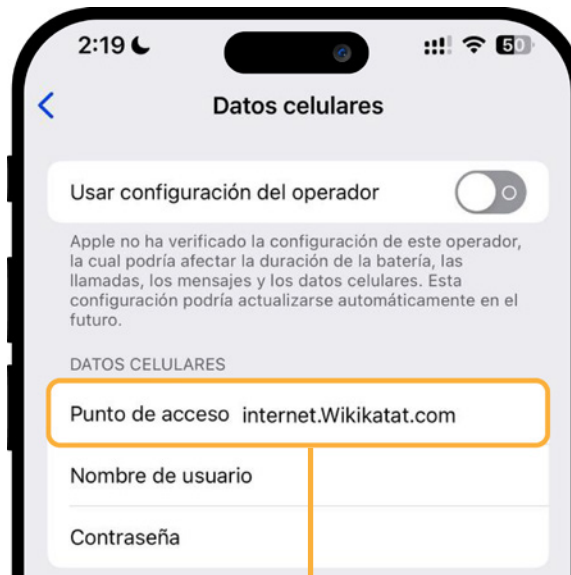 2:19
50
Datos celulares
Usar configuración del operador
Apple no ha verificado la configuración de este operador,
la cual podría afectar la duración de la batería, las
llamadas, los mensajes y los datos celulares. Esta
configuración podría actualizarse automáticamente en el
futuro.
DATOS CELULARES
Punto de acceso internet.Wikikatat.com
Nombre de usuario
Contraseña